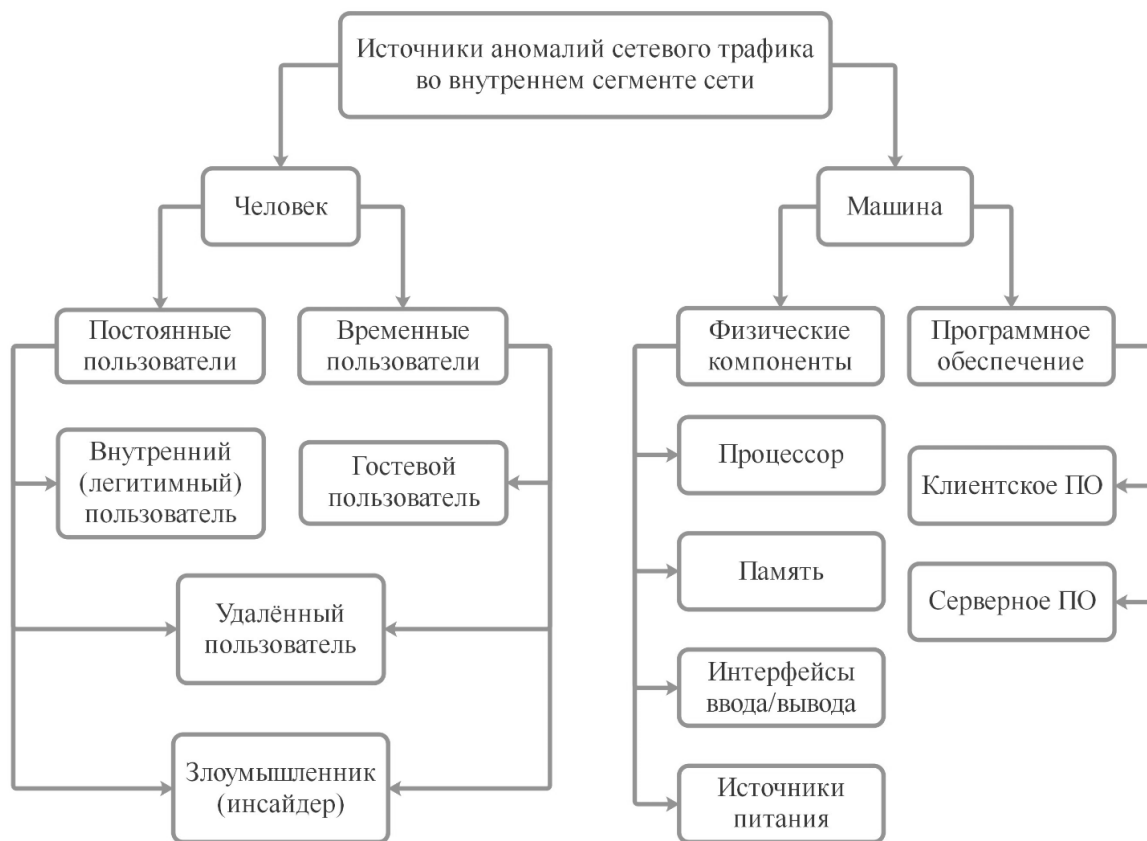 Источники аномалий сетевого трафика
во внутреннем сегменте сети
Человек
Машина
Постоянные
пользователи
Временные
пользователи
Физические
компоненты
Программное
обеспечение
Внутренний
(легитимный)
пользователь
Гостевой
пользователь
Процессор
Клиентское ПО
Память
Серверное ПО
Удалённый
пользователь
Интерфейсы
ввода/вывода
Злоумышленник
(инсайдер)
Источники
питания